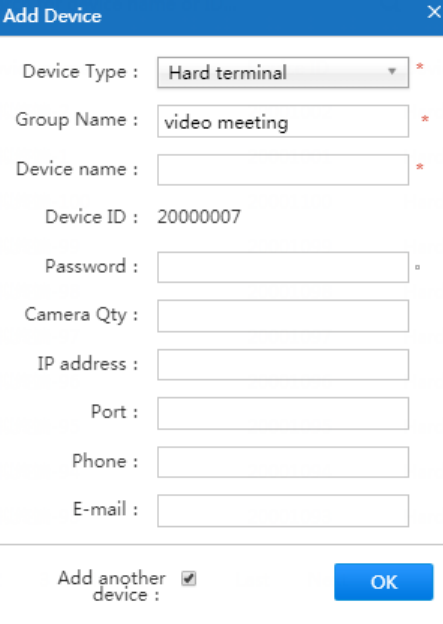 Add Device ×
Device Type : Hard terminal *
Group Name : video meeting *
Device name : *
Device ID : 20000007
Password :
Camera Qty :
IP address :
Port :
Phone :
E-mail :
Add another
device :
OK